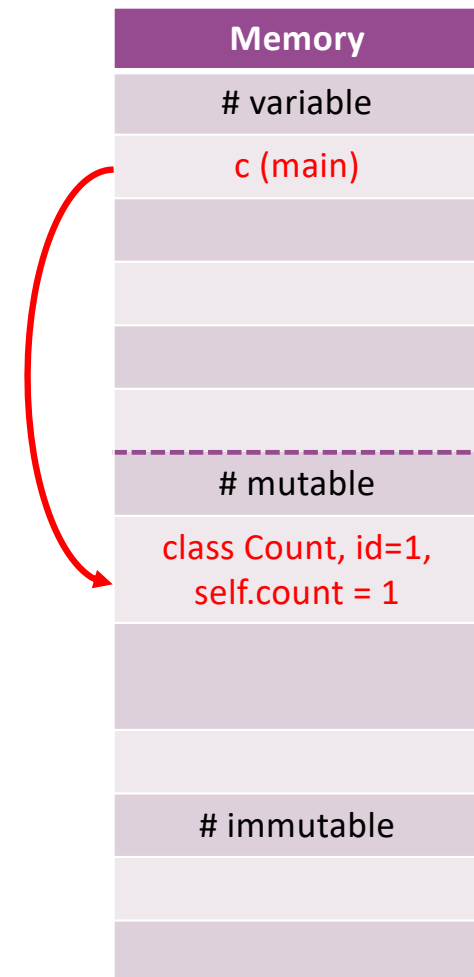 Memory
# variable
c (main)
# mutable
class Count, id=1,
self.count = 1
# immutable